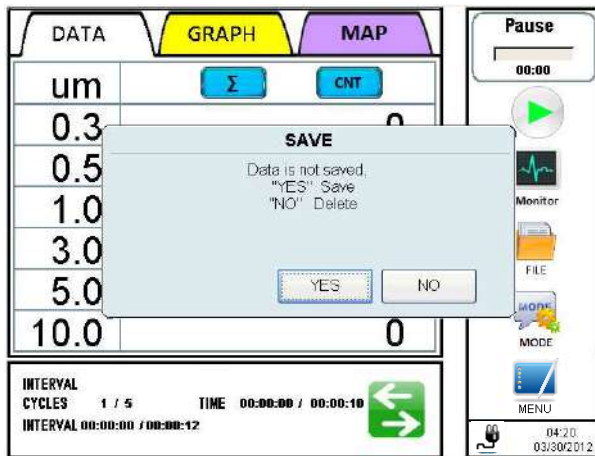 DATA GRAPH MAP
um Σ CNT
0.3 0
0.5
1.0
3.0
5.0
10.0 0
SAVE
Data is not saved,
"YES" Save
"NO" Delete
YES NO
INTERVAL
CYCLES 1 / 5 TIME 00:00:00 / 00:00:10
INTERVAL 00:00:00 / 00:00:12
Pause
00:00
Monitor
FILE
MODE
MODE
MENU
04:20
03/30/2012